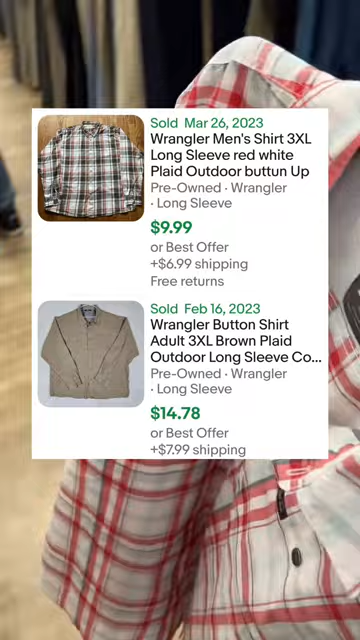 Sold Mar 26, 2023
Wrangler Men's Shirt 3XL
Long Sleeve red white
Plaid Outdoor buttun Up
Pre-Owned · Wrangler
· Long Sleeve
$9.99
or Best Offer
+$6.99 shipping
Free returns
Sold Feb 16, 2023
Wrangler Button Shirt
Adult 3XL Brown Plaid
Outdoor Long Sleeve Co...
Pre-Owned · Wrangler
· Long Sleeve
$14.78
or Best Offer
+$7.99 shipping